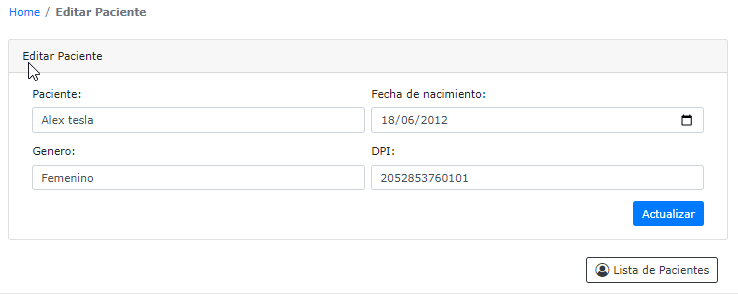 Home / Editar Paciente
Editar Paciente
Paciente: Fecha de nacimiento:
Alex tesla 18/06/2012
Genero: DPI:
Femenino 2052853760101
Actualizar
Lista de Pacientes